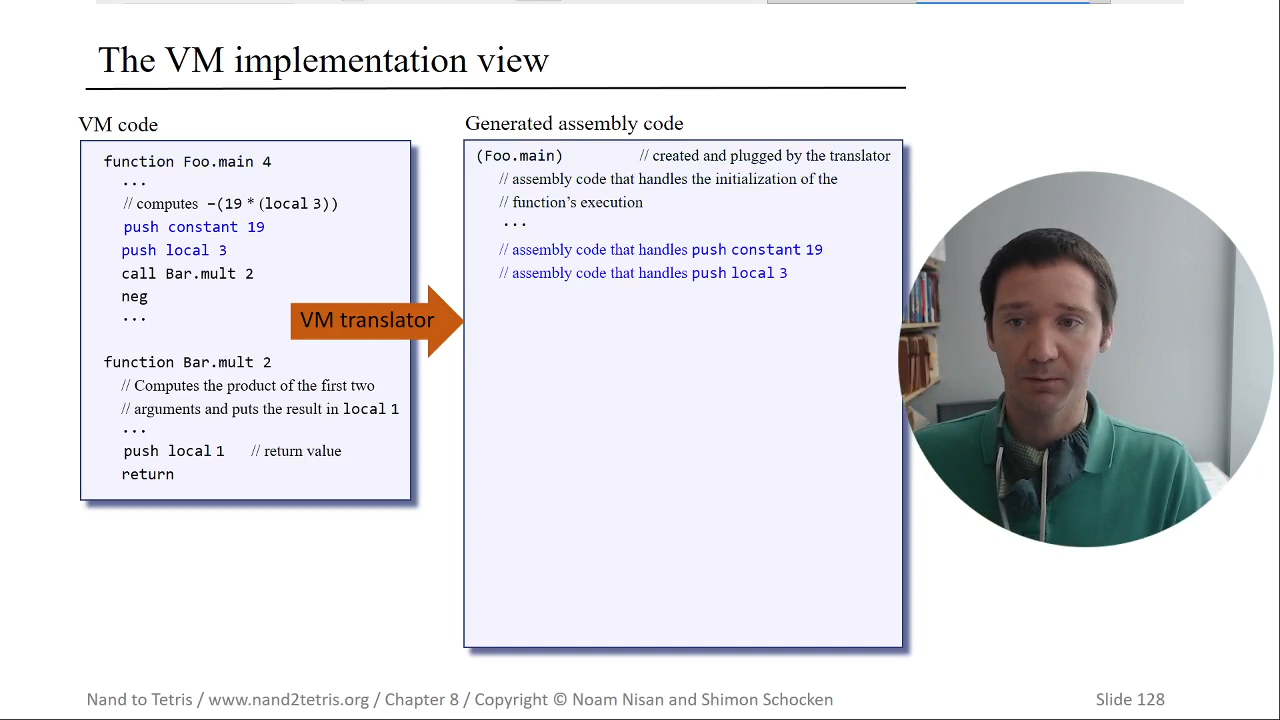 The VM implementation view
VM code
function Foo.main 4
...
// computes −(19 * (local 3))
push constant 19
push local 3
call Bar.mult 2
neg
...
function Bar.mult 2
// Computes the product of the first two
// arguments and puts the result in local 1
...
push local 1 // return value
return
VM translator
Generated assembly code
(Foo.main) // created and plugged by the translator
// assembly code that handles the initialization of the
// function’s execution
...
// assembly code that handles push constant 19
// assembly code that handles push local 3
Nand to Tetris / www.nand2tetris.org / Chapter 8 / Copyright © Noam Nisan and Shimon Schocken
Slide 128